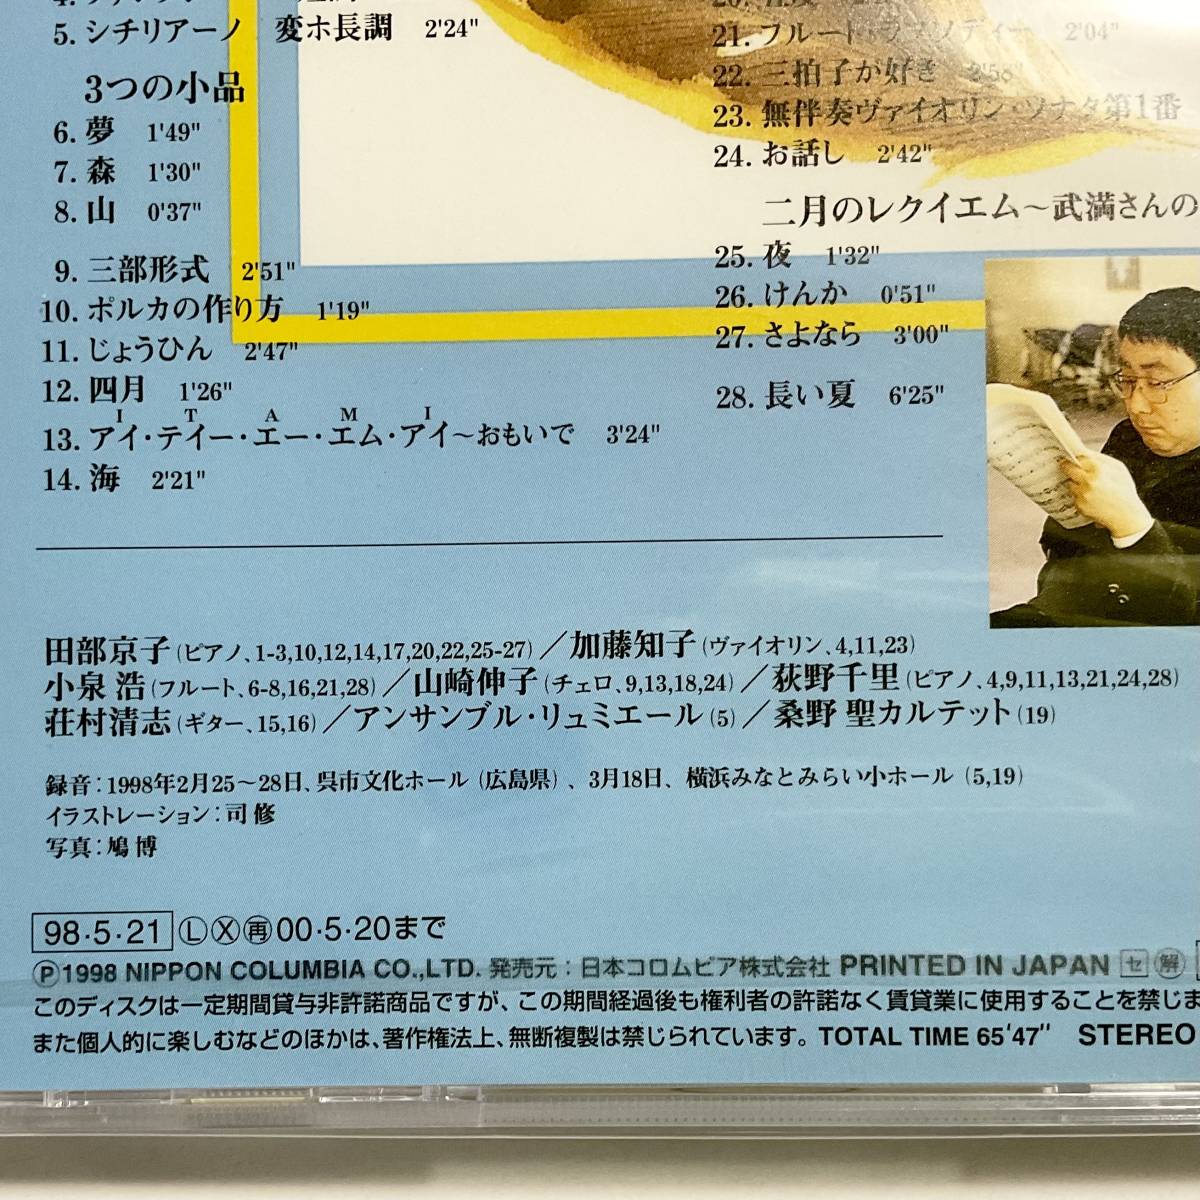 5. シチリアーノ 変ホ長調 2'24"
3つの小品
6. 夢 1'49"
7. 森 1'30"
8. 山 0'37"
9. 三部形式 2'51"
10. ポルカの作り方 1'19"
11. じょうひん 2'47"
12. 四月 1'26"
I T A M I
13. アイ・テイー・エー・エム・アイ～おもいで 3'24"
14. 海 2'21"
21. フルート・ラプソディー 2'04"
22. 三拍子が好き 2'58"
23. 無伴奏ヴァイオリン・ソナタ第1番
24. お話し 2'42"
二月のレクイエム～武満さんの
25. 夜 1'32"
26. けんか 0'51"
27. さよなら 3'00"
28. 長い夏 6'25"
田部京子(ピアノ、1-3,10,12,14,17,20,22,25-27)／加藤知子(ヴァイオリン、4,11,23)
小泉 浩(フルート、6-8,16,21,28)／山崎伸子(チェロ、9,13,18,24)／荻野千里(ピアノ、4,9,11,13,21,24,28)
荘村清志(ギター、15,16)／アンサンブル・リュミエール(5)／桑野 聖カルテット(19)
録音：1998年2月25～28日、呉市文化ホール(広島県)、3月18日、横浜みなとみらい小ホール(5,19)
イラストレーション：司 修
写真：鳩 博
98・5・21 Ⓛ Ⓧ ㊢再 00・5・20まで
Ⓟ1998 NIPPON COLUMBIA CO.,LTD. 発売元：日本コロムビア株式会社 PRINTED IN JAPAN セ 解
このディスクは一定期間貸与非許諾商品ですが、この期間経過後も権利者の許諾なく賃貸業に使用することを禁じま
また個人的に楽しむなどのほかは、著作権法上、無断複製は禁じられています。TOTAL TIME 65'47" STEREO